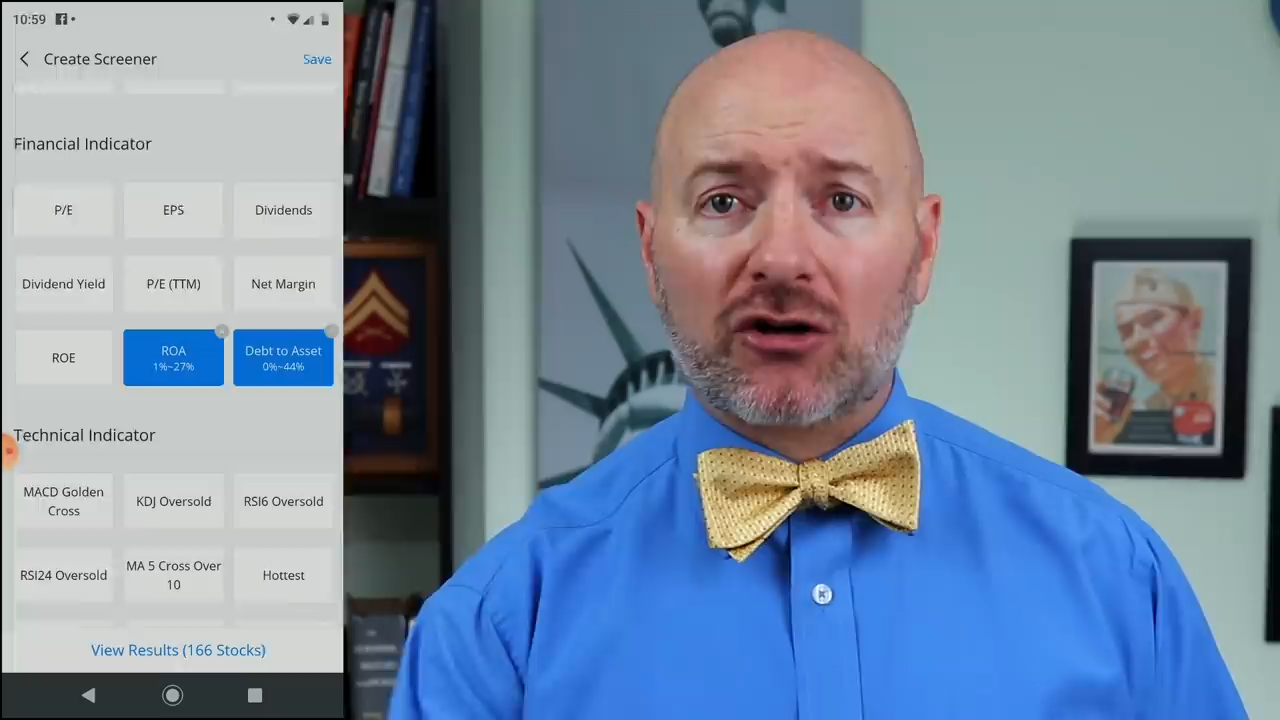 10:59
Create Screener
Save
Financial Indicator
P/E
EPS
Dividends
Dividend Yield
P/E (TTM)
Net Margin
ROE
ROA
1%~27%
Debt to Asset
0%~44%
Technical Indicator
MACD Golden
Cross
KDJ Oversold
RSI6 Oversold
RSI24 Oversold
MA 5 Cross Over
10
Hottest
View Results (166 Stocks)